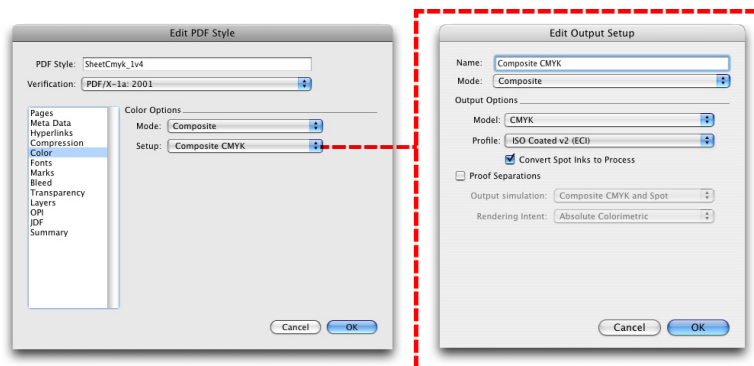 Edit PDF Style
PDF Style: SheetCmyk_1v4
Verification: PDF/X-1a: 2001
Pages
Meta Data
Hyperlinks
Compression
Color
Fonts
Marks
Bleed
Transparency
Layers
OPI
JDF
Summary
Color Options
Mode: Composite
Setup: Composite CMYK
Cancel OK
Edit Output Setup
Name: Composite CMYK
Mode: Composite
Output Options
Model: CMYK
Profile: ISO Coated v2 (ECI)
Convert Spot Inks to Process
Proof Separations
Output simulation: Composite CMYK and Spot
Rendering Intent: Absolute Colorimetric
Cancel OK